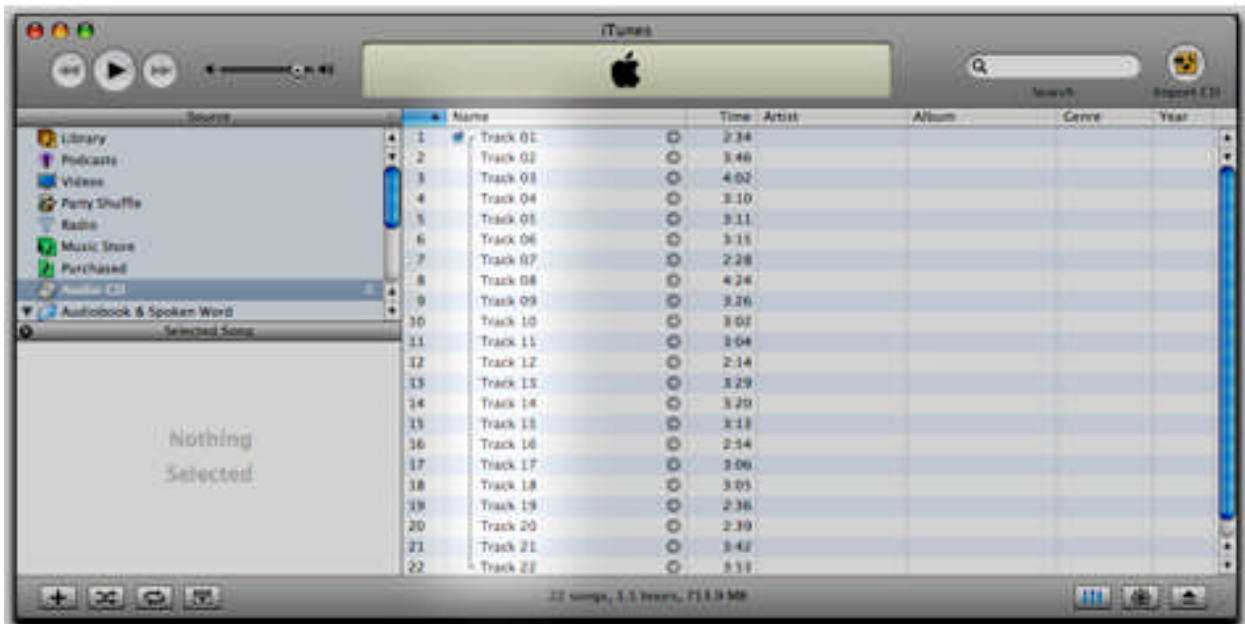 iTunes
Search
Import CD
Source
Name Time Artist Album Genre Year
Library
Podcasts
Videos
Party Shuffle
Radio
Music Store
Purchased
Audio CD
Audiobook & Spoken Word
Selected Song
Nothing
Selected
1 Track 01 2:34
2 Track 02 3:46
3 Track 03 4:02
4 Track 04 3:10
5 Track 05 3:11
6 Track 06 3:15
7 Track 07 2:28
8 Track 08 4:24
9 Track 09 3:26
10 Track 10 3:02
11 Track 11 3:04
12 Track 12 2:14
13 Track 13 3:29
14 Track 14 3:20
15 Track 15 3:13
16 Track 16 2:54
17 Track 17 3:06
18 Track 18 3:05
19 Track 19 2:36
20 Track 20 2:39
21 Track 21 3:42
22 Track 22 3:53
22 songs, 1.1 hours, 713.9 MB